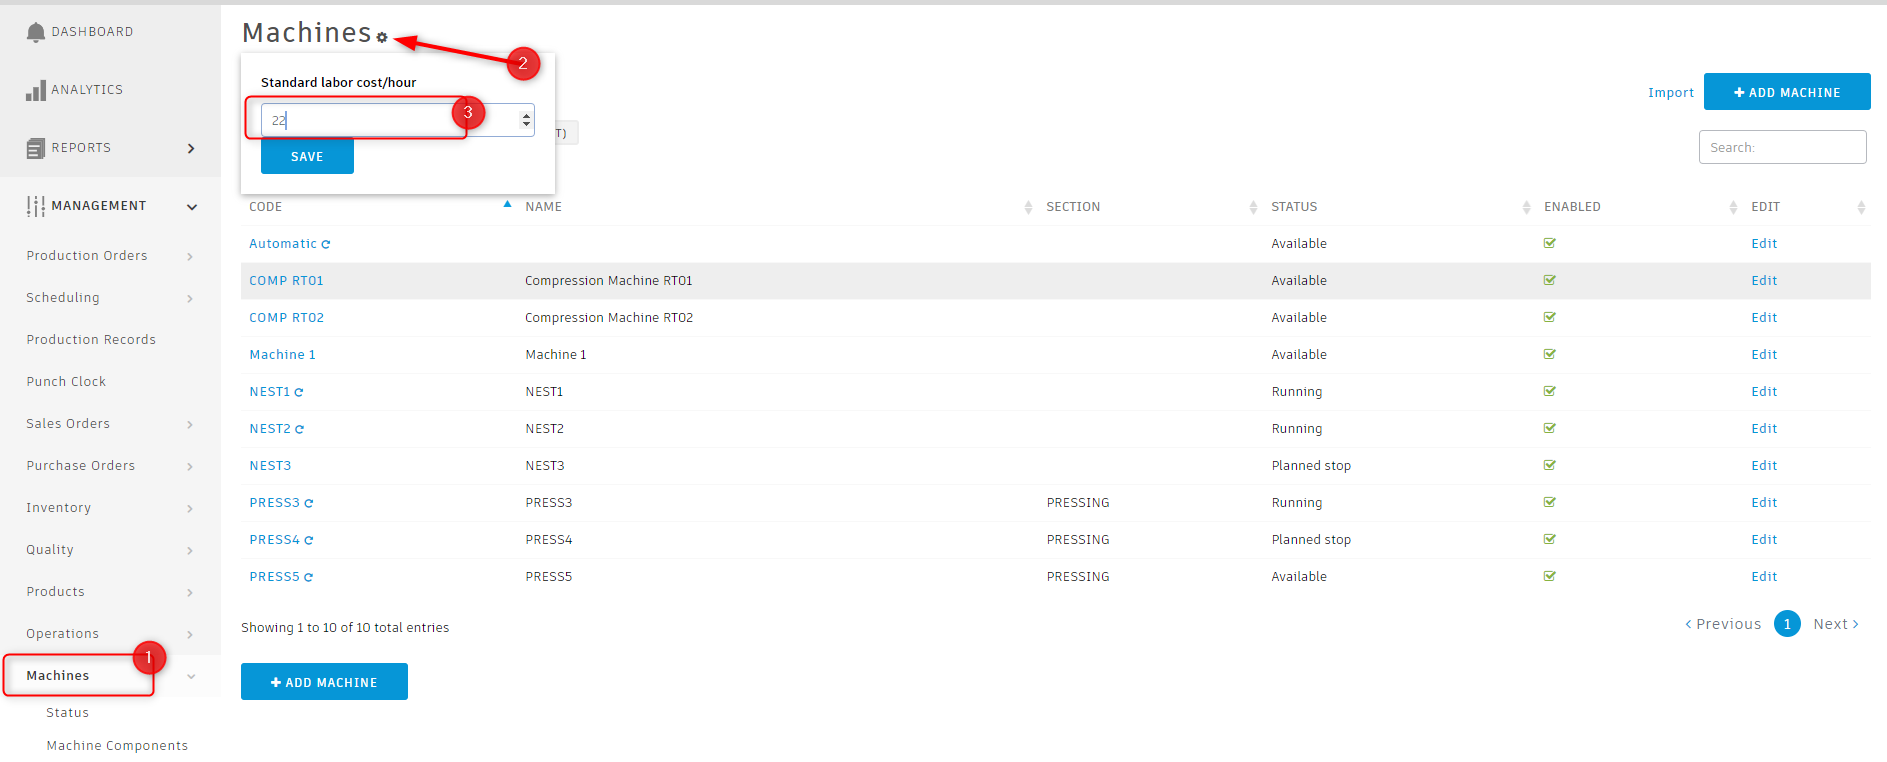 DASHBOARD
ANALYTICS
REPORTS
MANAGEMENT
Production Orders
Scheduling
Production Records
Punch Clock
Sales Orders
Purchase Orders
Inventory
Quality
Products
Operations
1
Machines
Status
Machine Components
Machines
2
Standard labor cost/hour
22
3
T)
SAVE
Import
ADD MACHINE
Search:
CODE NAME SECTION STATUS ENABLED EDIT
Automatic Available Edit
COMP RT01 Compression Machine RT01 Available Edit
COMP RT02 Compression Machine RT02 Available Edit
Machine 1 Machine 1 Available Edit
NEST1 NEST1 Running Edit
NEST2 NEST2 Running Edit
NEST3 NEST3 Planned stop Edit
PRESS3 PRESS3 PRESSING Running Edit
PRESS4 PRESS4 PRESSING Planned stop Edit
PRESS5 PRESS5 PRESSING Available Edit
Showing 1 to 10 of 10 total entries
Previous 1 Next
ADD MACHINE